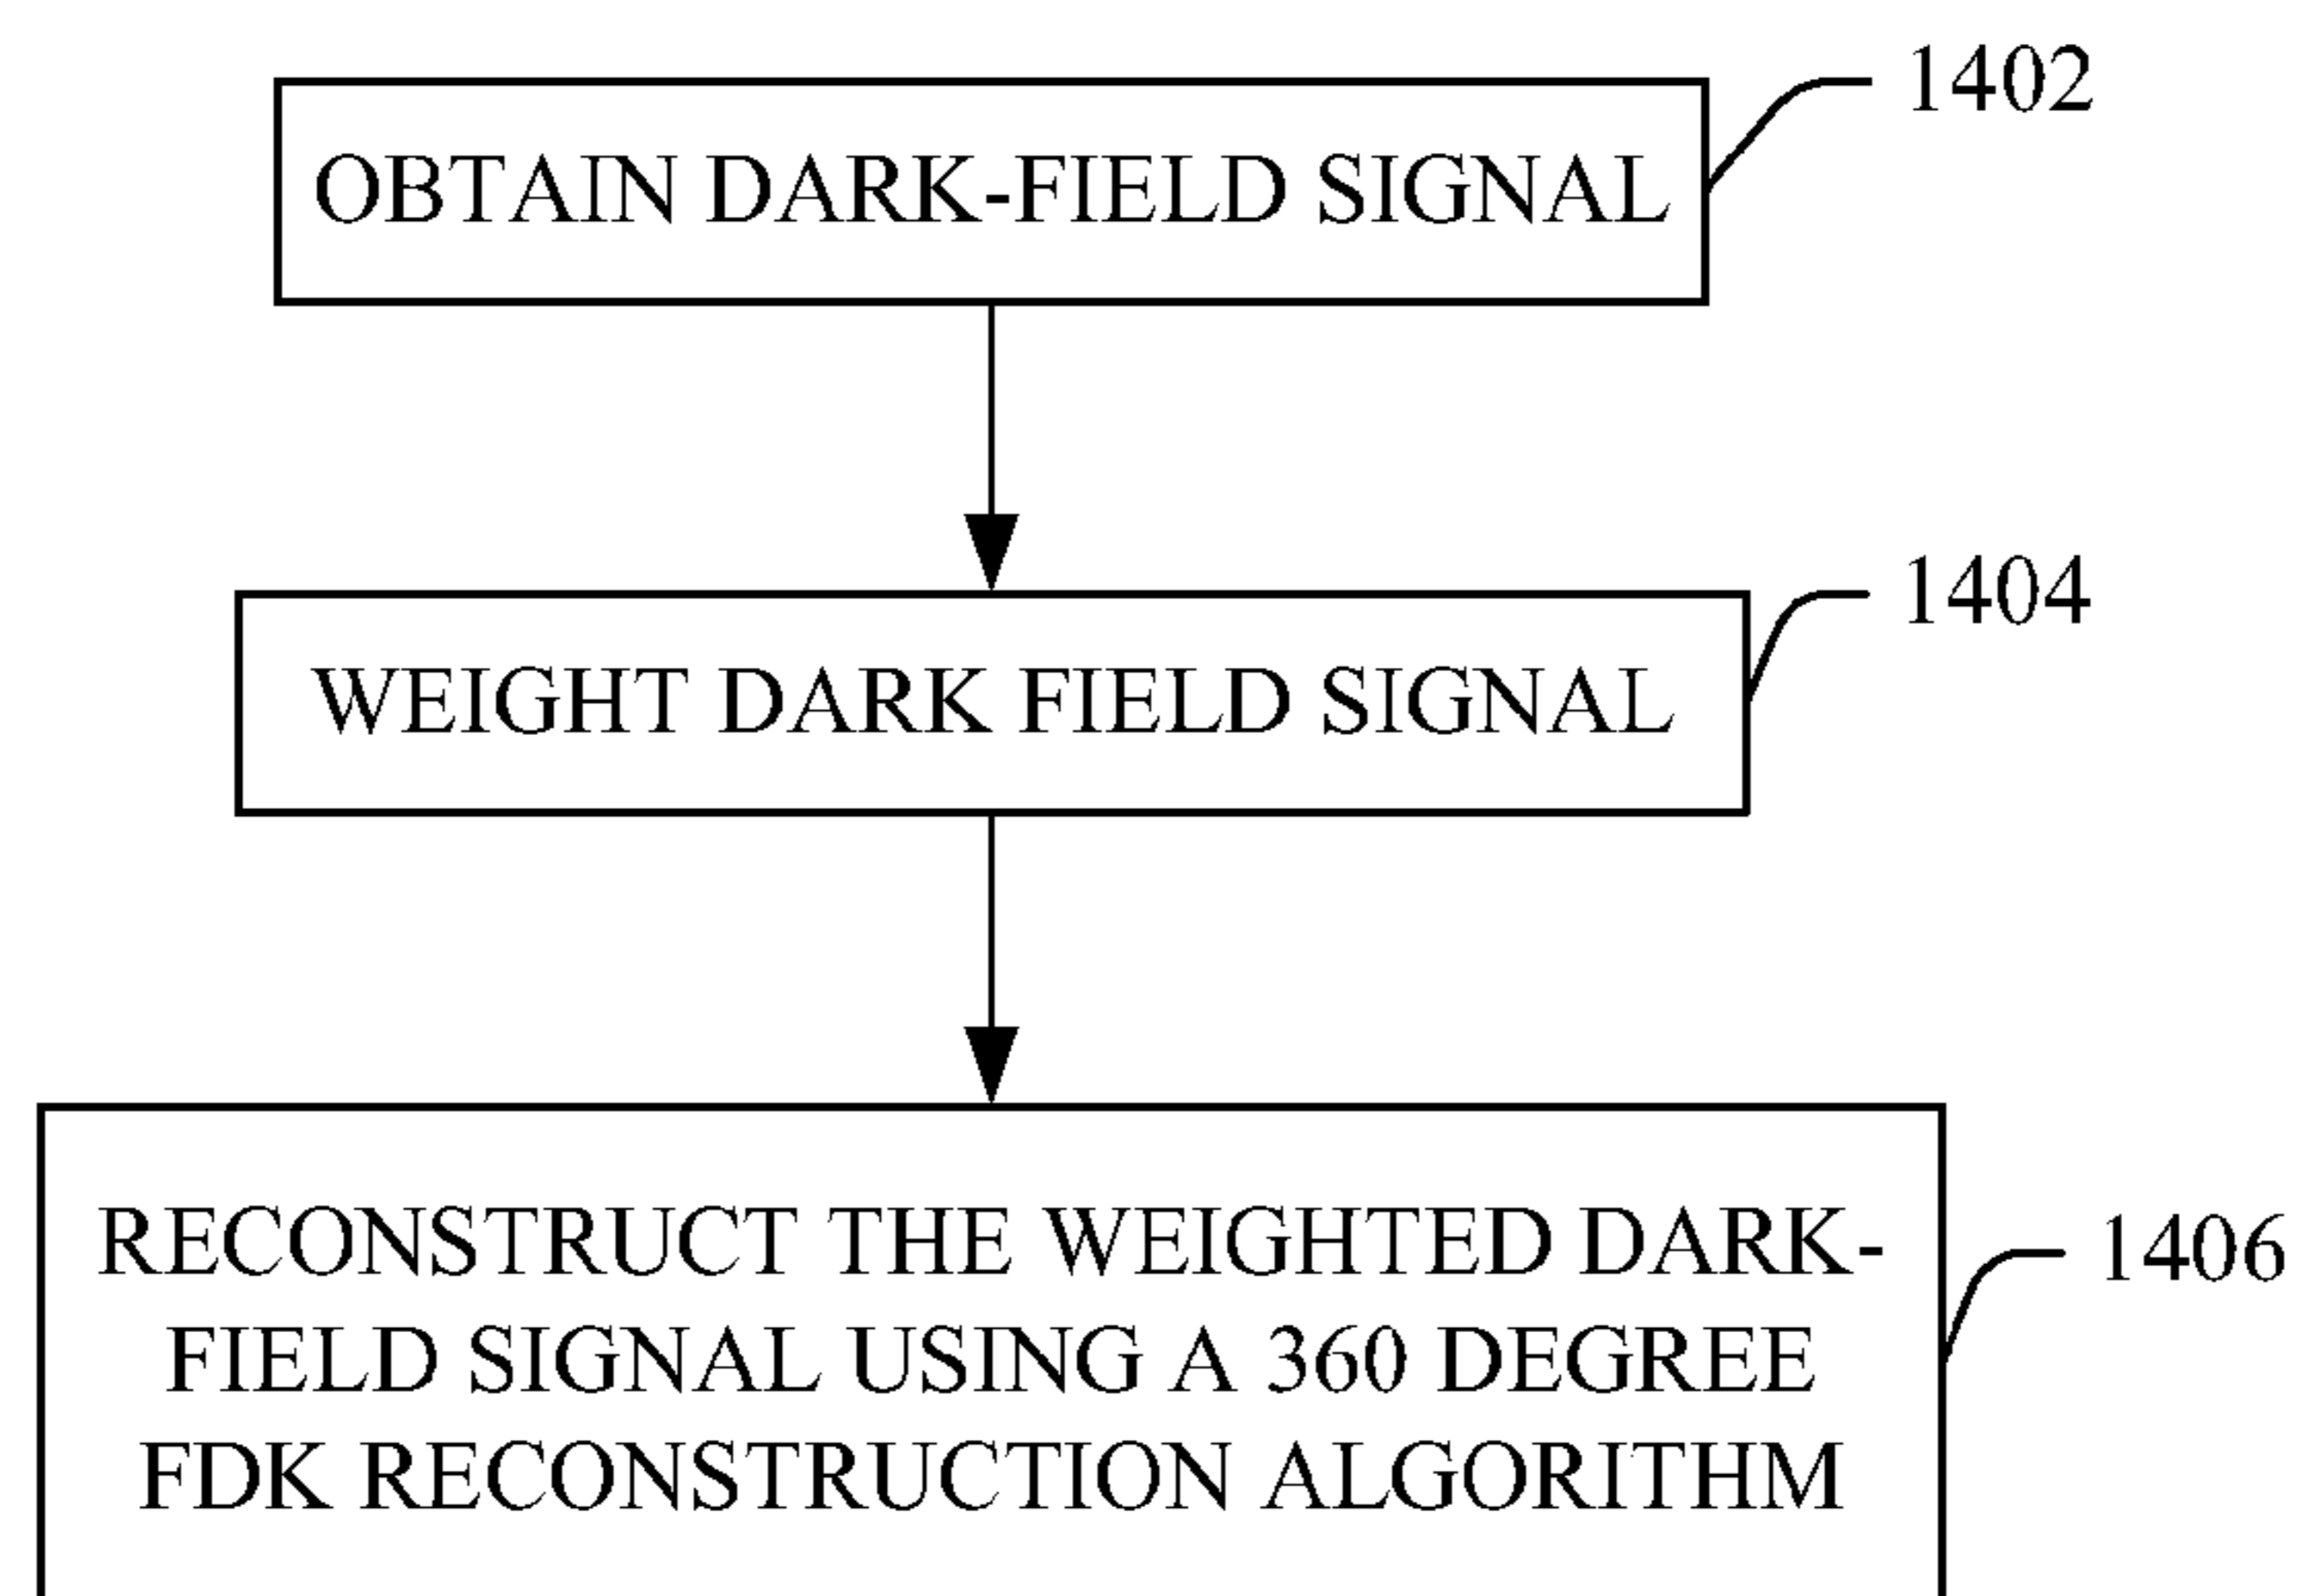 1402
OBTAIN DARK-FIELD SIGNAL
1404
WEIGHT DARK FIELD SIGNAL
RECONSTRUCT THE WEIGHTED DARK-
1406
FIELD SIGNAL USING A 360 DEGREE
FDK RECONSTRUCTION ALGORITHM